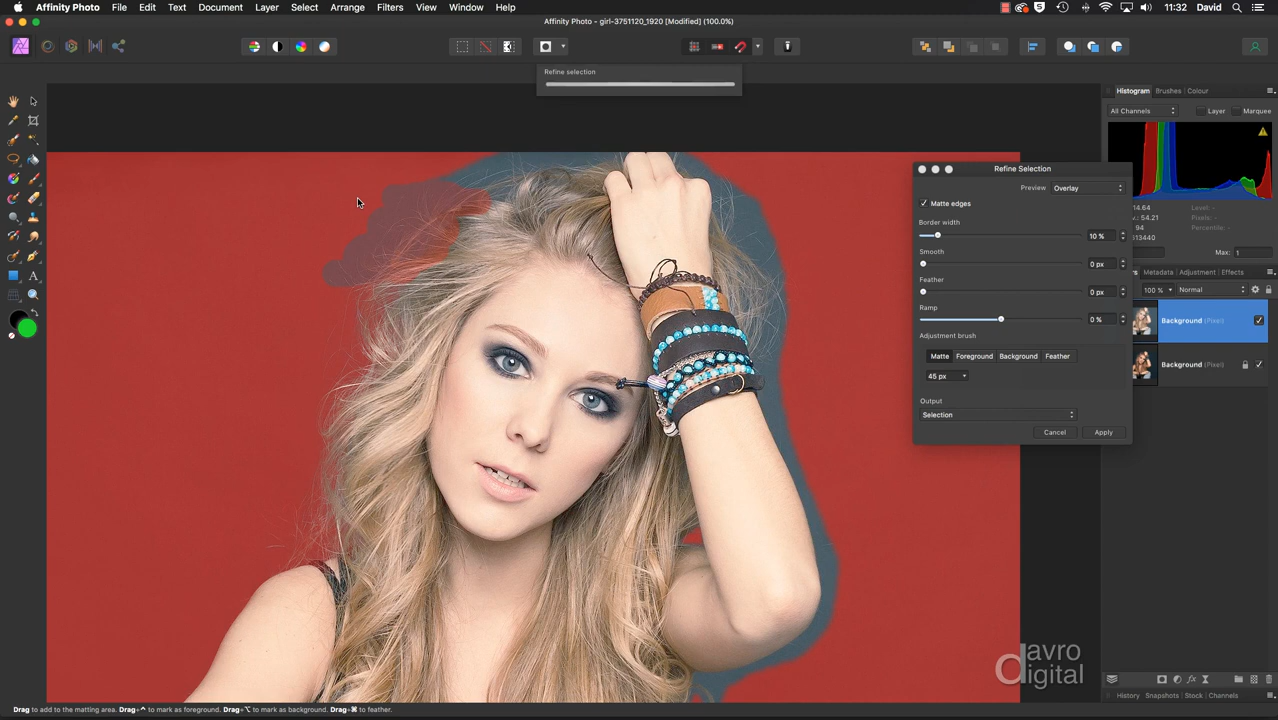 Affinity Photo File Edit Text Document Layer Select Arrange Filters View Window Help 11:32 David
Affinity Photo - girl-3751120_1920 [Modified] (100.0%)
Refine selection
Histogram Brushes Colour
All Channels Layer Marquee
Refine Selection
Preview Overlay
Matte edges
Border width
10 %
Smooth
0 px
Feather
0 px
Ramp
0 %
Adjustment brush
Matte Foreground Background Feather
45 px
Output
Selection
Cancel Apply
14.64 Level: -
54.21 Pixels: -
94 Percentile: -
313440
Max: 1
Metadata Adjustment Effects
100 % Normal
Background (Pixel)
Background (Pixel)
davro
digital
History Snapshots Stock Channels
Drag to add to the matting area. Drag+⌃ to mark as foreground. Drag+⌥ to mark as background. Drag+⌘ to feather.